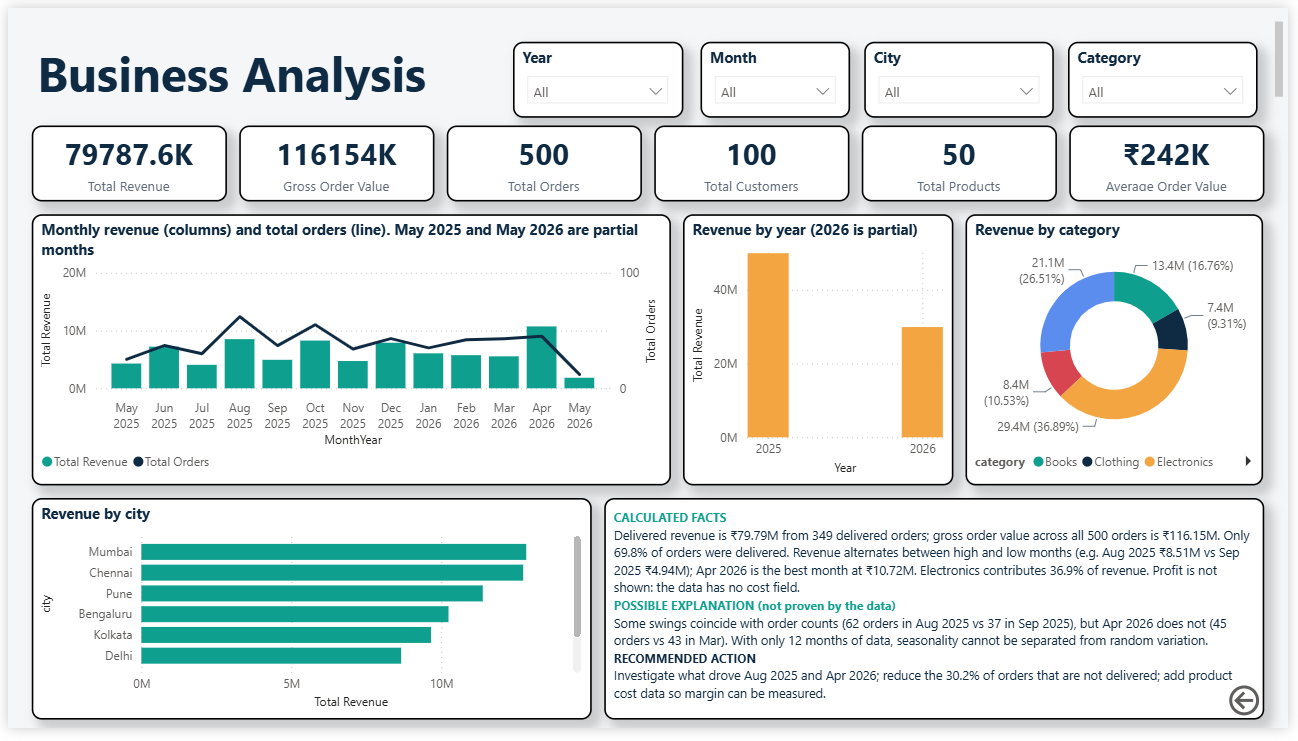 Business Analysis
Year
All
Month
All
City
All
Category
All
79787.6K
Total Revenue
116154K
Gross Order Value
500
Total Orders
100
Total Customers
50
Total Products
₹242K
Average Order Value
Monthly revenue (columns) and total orders (line). May 2025 and May 2026 are partial
months
20M
10M
0M
Total Revenue
100
0
Total Orders
May
2025
Jun
2025
Jul
2025
Aug
2025
Sep
2025
Oct
2025
Nov
2025
Dec
2025
Jan
2026
Feb
2026
Mar
2026
Apr
2026
May
2026
MonthYear
Total Revenue
Total Orders
Revenue by year (2026 is partial)
40M
20M
0M
Total Revenue
2025
2026
Year
Revenue by category
21.1M
(26.51%)
13.4M (16.76%)
7.4M
(9.31%)
8.4M
(10.53%)
29.4M (36.89%)
category
Books
Clothing
Electronics
Revenue by city
city
Mumbai
Chennai
Pune
Bengaluru
Kolkata
Delhi
0M
5M
10M
Total Revenue
CALCULATED FACTS
Delivered revenue is ₹79.79M from 349 delivered orders; gross order value across all 500 orders is ₹116.15M. Only
69.8% of orders were delivered. Revenue alternates between high and low months (e.g. Aug 2025 ₹8.51M vs Sep
2025 ₹4.94M); Apr 2026 is the best month at ₹10.72M. Electronics contributes 36.9% of revenue. Profit is not
shown: the data has no cost field.
POSSIBLE EXPLANATION (not proven by the data)
Some swings coincide with order counts (62 orders in Aug 2025 vs 37 in Sep 2025), but Apr 2026 does not (45
orders vs 43 in Mar). With only 12 months of data, seasonality cannot be separated from random variation.
RECOMMENDED ACTION
Investigate what drove Aug 2025 and Apr 2026; reduce the 30.2% of orders that are not delivered; add product
cost data so margin can be measured.